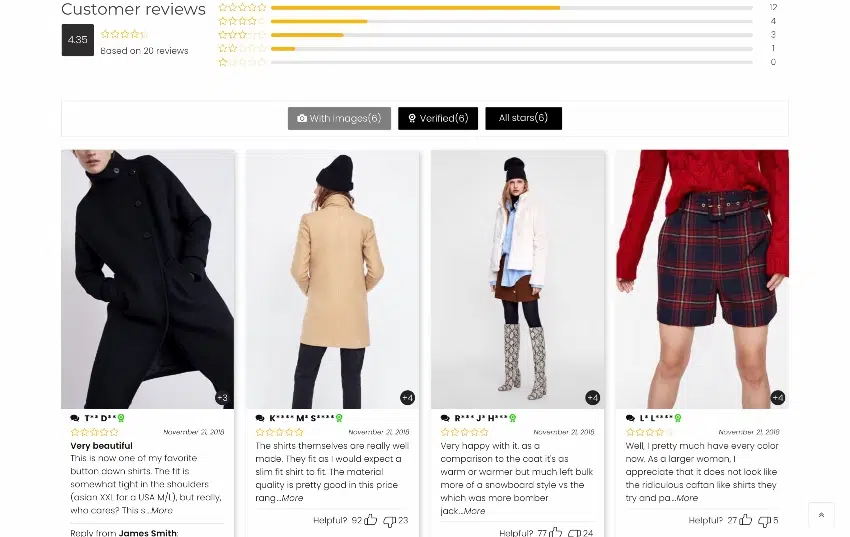 Customer reviews
4.35
Based on 20 reviews
12
4
3
1
0
With images(6)
Verified(6)
All stars(6)
+3
+4
+4
+4
T** D**
November 21, 2018
Very beautiful
This is now one of my favorite
button down shirts. The fit is
somewhat tight in the shoulders
(asian XXL for a USA M/L), but really,
who cares? This s...More
Reply from James Smith:
K**** M* S****
November 21, 2018
The shirts themselves are really well
made. They fit as I would expect a
slim fit shirt to fit. The material
quality is pretty good in this price
rang...More
Helpful? 92 23
R*** J* H***
November 21, 2018
Very happy with it. as a
comparison to the coat it's as
warm or warmer but much left bulk
more of a snowboard style vs the
which was more bomber
jack...More
Helpful? 77 24
L* L****
November 21, 2018
Well, I pretty much have every color
now. As a larger woman, I
appreciate that it does not look like
the ridiculous caftan like shirts they
try and pa...More
Helpful? 27 5